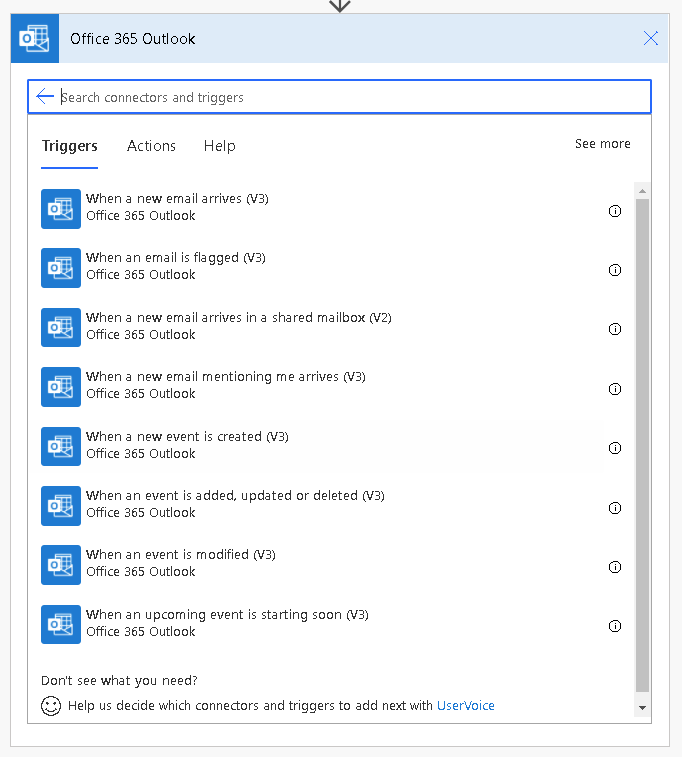 Office 365 Outlook
Search connectors and triggers
Triggers Actions Help See more
When a new email arrives (V3)
Office 365 Outlook
When an email is flagged (V3)
Office 365 Outlook
When a new email arrives in a shared mailbox (V2)
Office 365 Outlook
When a new email mentioning me arrives (V3)
Office 365 Outlook
When a new event is created (V3)
Office 365 Outlook
When an event is added, updated or deleted (V3)
Office 365 Outlook
When an event is modified (V3)
Office 365 Outlook
When an upcoming event is starting soon (V3)
Office 365 Outlook
Don't see what you need?
Help us decide which connectors and triggers to add next with UserVoice